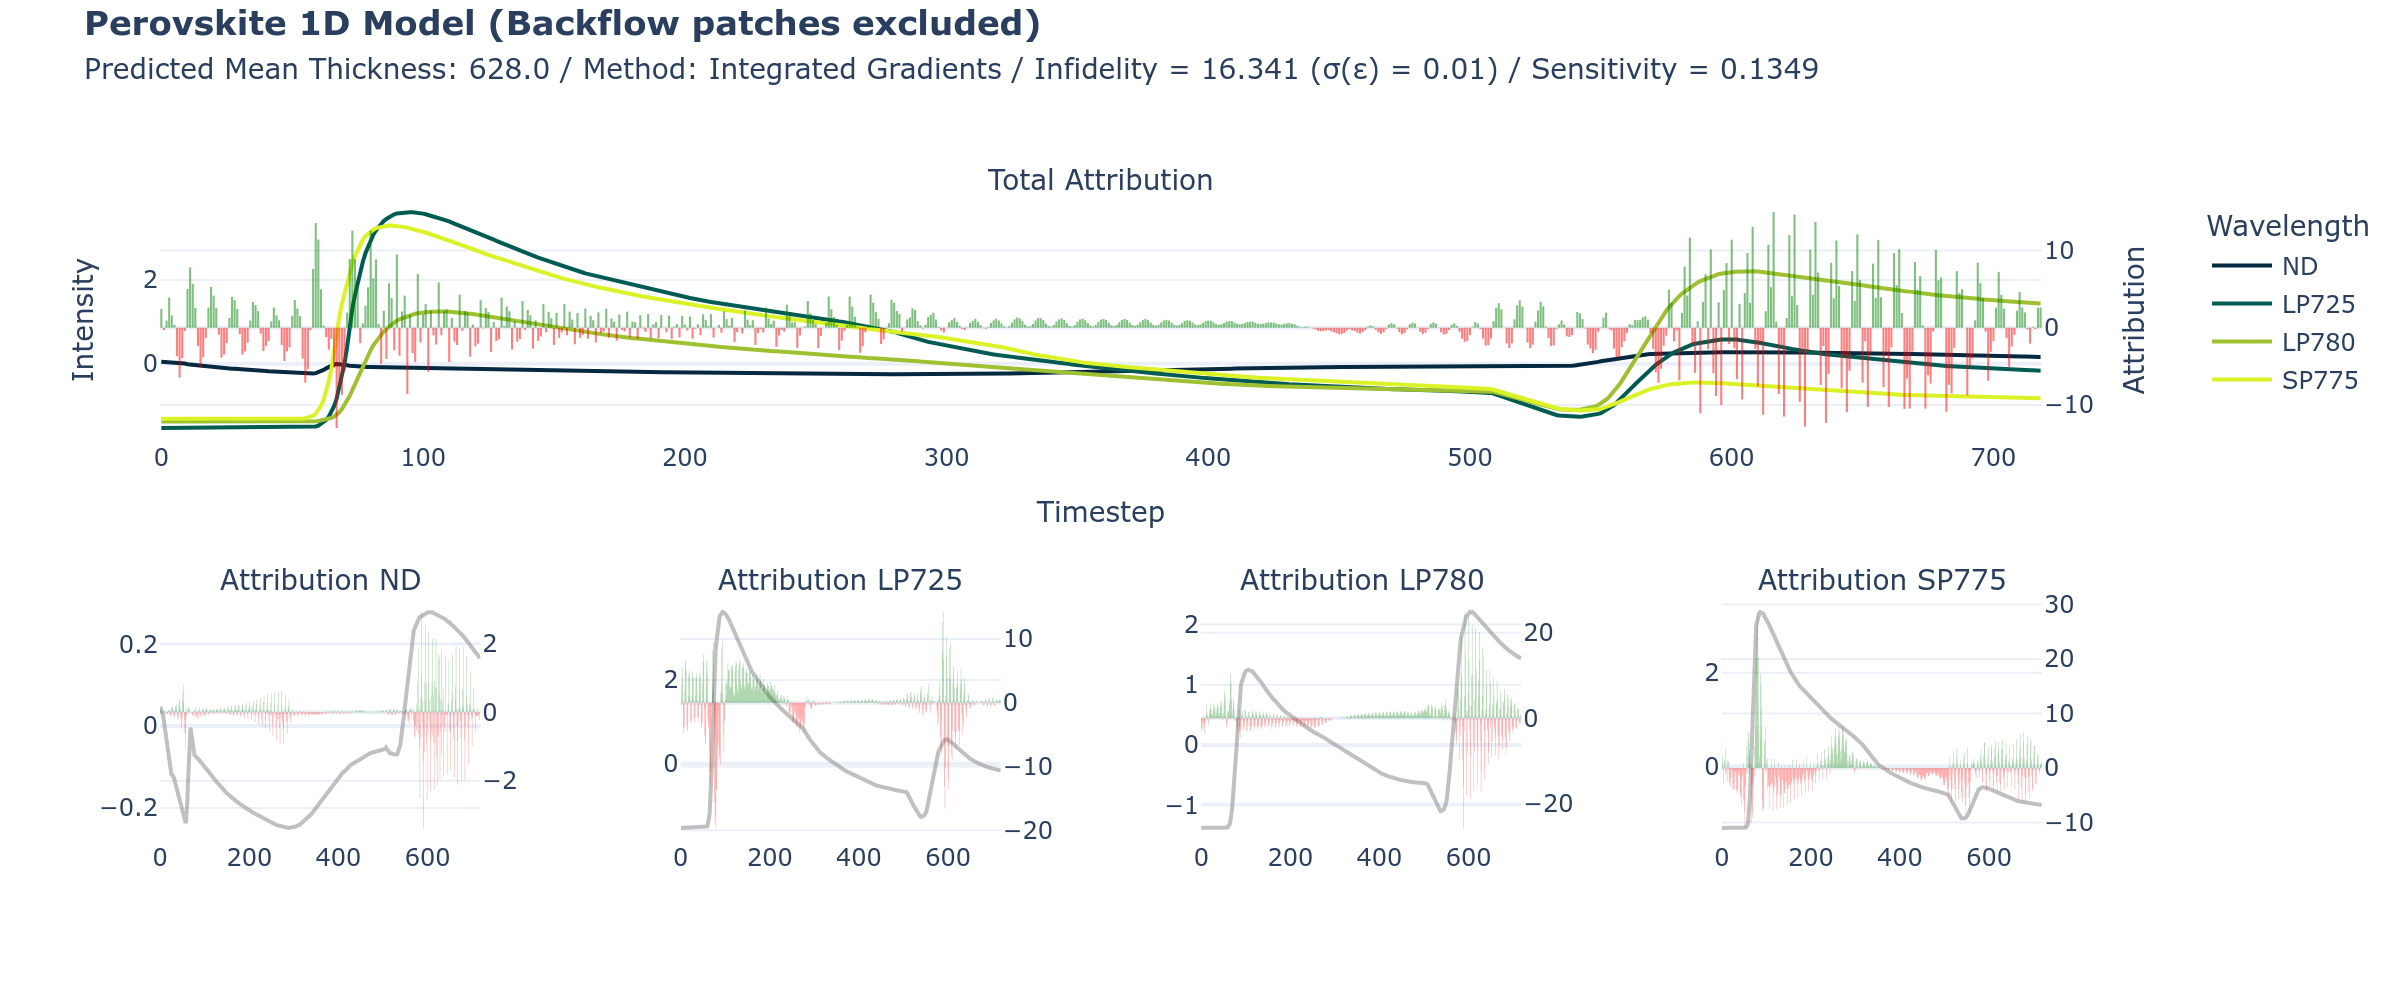 Perovskite 1D Model (Backflow patches excluded)
Predicted Mean Thickness: 628.0 / Method: Integrated Gradients / Infidelity = 16.341 (σ(ε) = 0.01) / Sensitivity = 0.1349
Total Attribution
Intensity
2
0
10
0
−10
Attribution
0 100 200 300 400 500 600 700
Timestep
Wavelength
ND
LP725
LP780
SP775
Attribution ND
0.2
0
−0.2
2
0
−2
0 200 400 600
Attribution LP725
2
0
10
0
−10
−20
0 200 400 600
Attribution LP780
2
1
0
−1
20
0
−20
0 200 400 600
Attribution SP775
2
0
30
20
10
0
−10
0 200 400 600